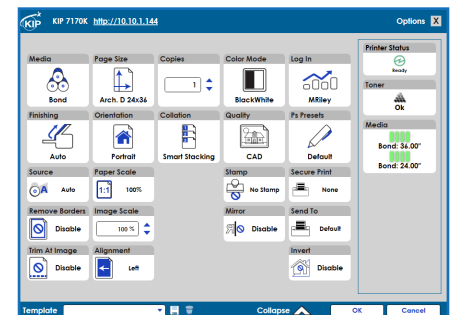 KIP KIP 7170K http://10.10.1.144 Options X
Media Page Size Copies Color Mode Log In
1
Bond Arch. D 24x36 BlackWhite MRiley
Finishing Orientation Collation Quality Ps Presets
Auto Portrait Smart Stacking CAD Default
Source Paper Scale Stamp Secure Print
A Auto 1:1 100% No Stamp None
Remove Borders Image Scale Mirror Send To
Disable 100 % Disable Default
Trim At Image Alignment Invert
Disable Left Disable
Printer Status
Ready
Toner
Ok
Media
Bond: 36.00"
Bond: 24.00"
Template Collapse OK Cancel